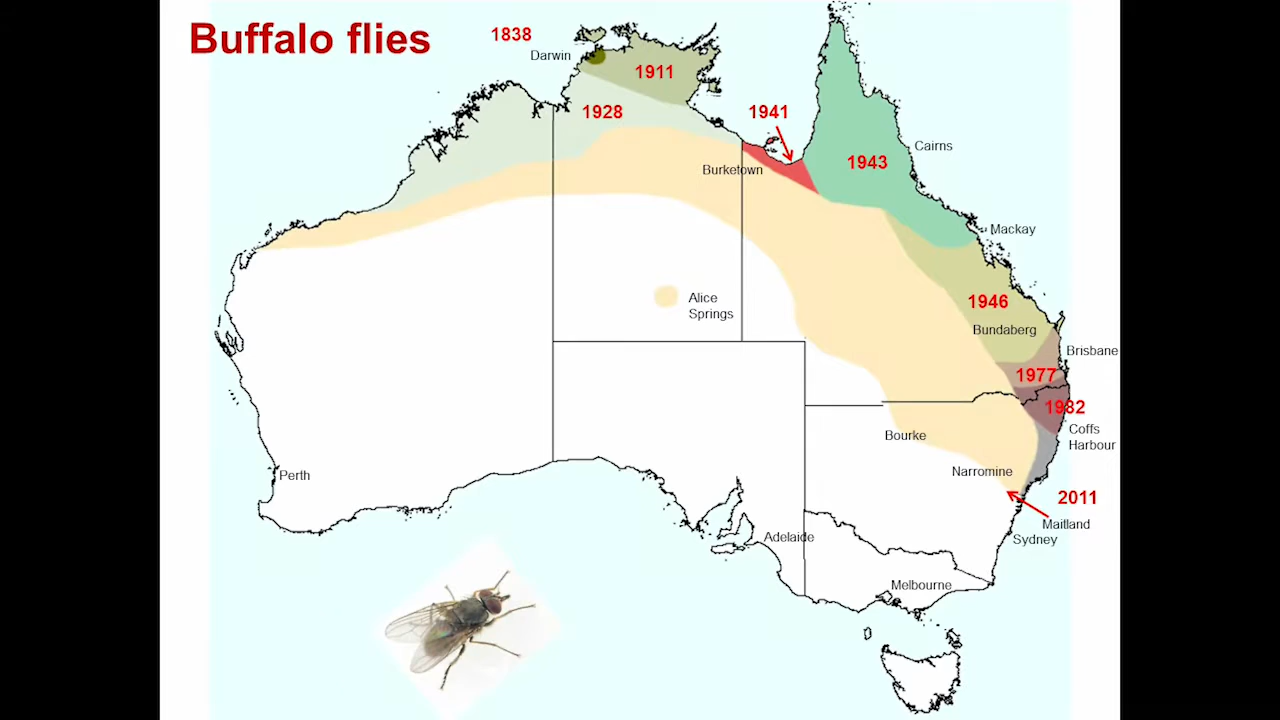 Buffalo flies
1838
Darwin
1911
1928
1941
Burketown
1943
Cairns
Mackay
Alice
Springs
1946
Bundaberg
Brisbane
1977
1982
Coffs
Harbour
Bourke
Narromine
Perth
2011
Maitland
Sydney
Adelaide
Melbourne